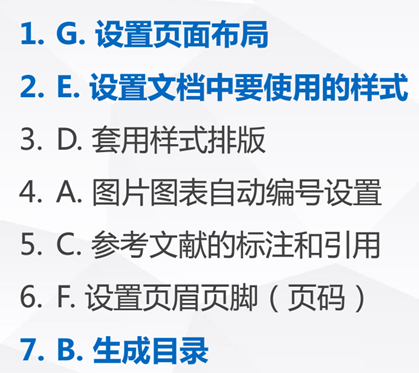 1. G. 设置页面布局
2. E. 设置文档中要使用的样式
3. D. 套用样式排版
4. A. 图片图表自动编号设置
5. C. 参考文献的标注和引用
6. F. 设置页眉页脚（页码）
7. B. 生成目录